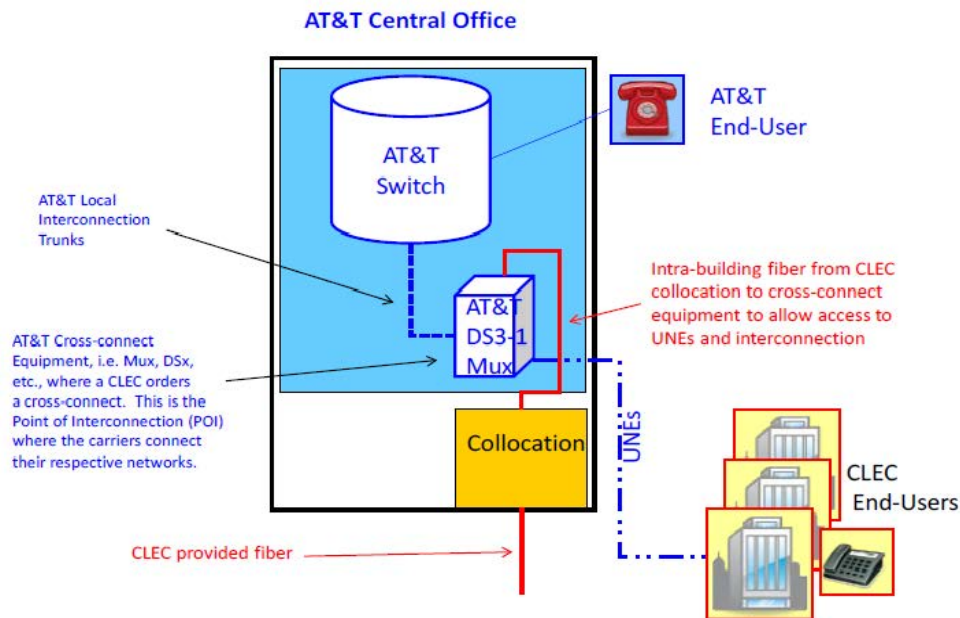 AT&T Central Office
AT&T
End-User
AT&T
Switch
AT&T Local
Interconnection
Trunks
Intra-building fiber from CLEC
collocation to cross-connect
equipment to allow access to
UNEs and interconnection
AT&T
DS3-1
Mux
AT&T Cross-connect
Equipment, i.e. Mux, DSx,
etc., where a CLEC orders
a cross-connect.  This is the
Point of Interconnection (POI)
where the carriers connect
their respective networks.
Collocation
UNEs
CLEC
End-Users
CLEC provided fiber